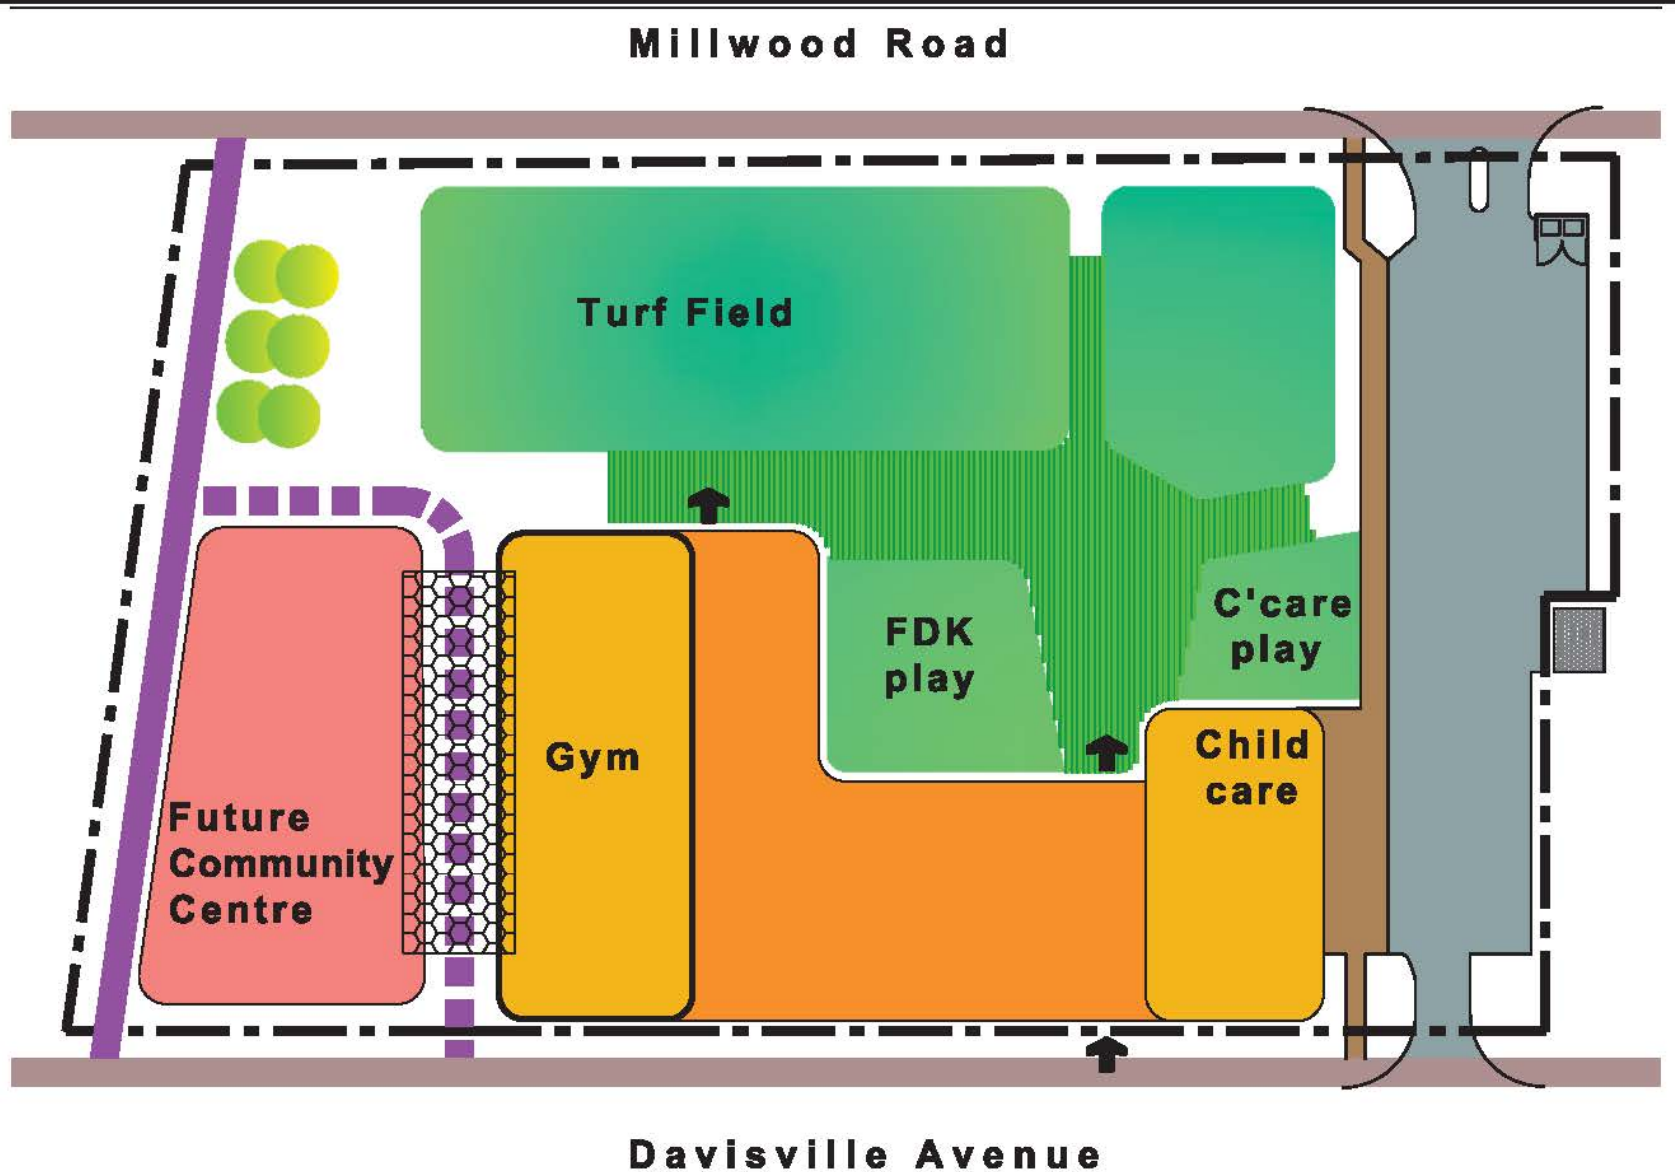 Millwood Road
Turf Field
C'care
play
FDK
play
Child
care
Gym
Future
Community
Centre
Davisville Avenue